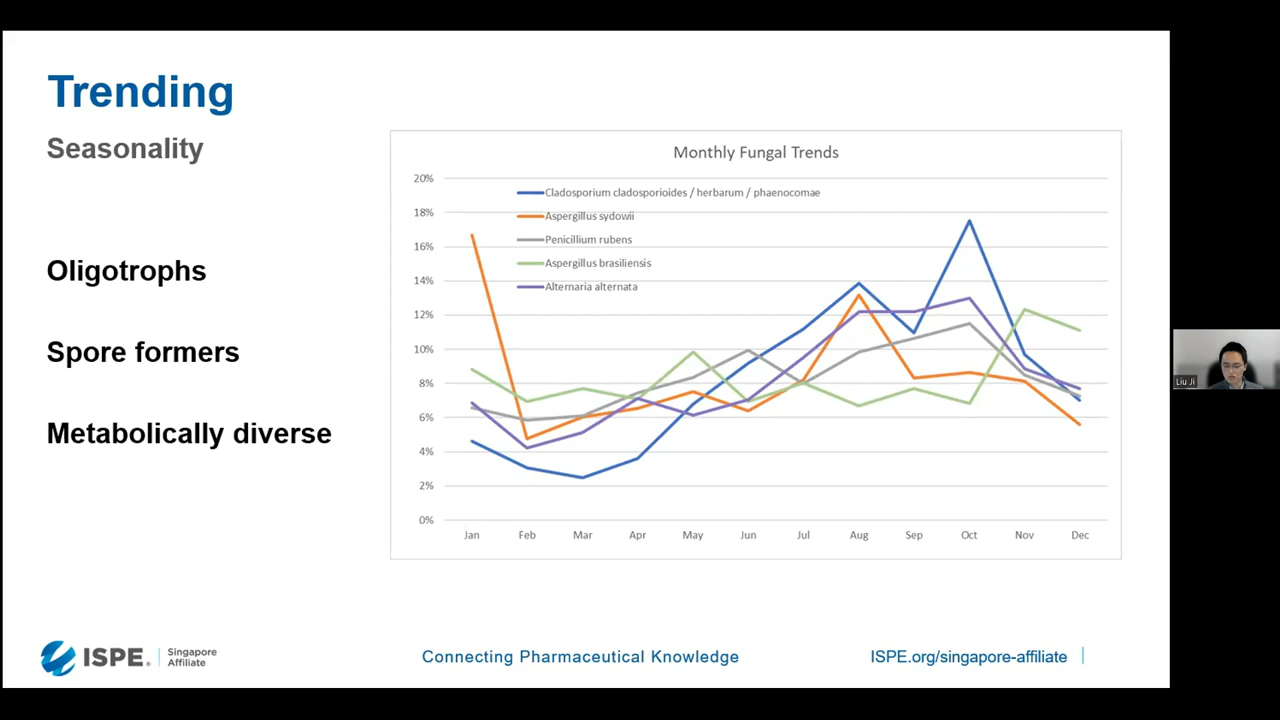 Trending
Seasonality
Oligotrophs
Spore formers
Metabolically diverse
Monthly Fungal Trends
20%
18%
16%
14%
12%
10%
8%
6%
4%
2%
0%
Cladosporium cladosporioides / herbarum / phaenocomae
Aspergillus sydowii
Penicillium rubens
Aspergillus brasiliensis
Alternaria alternata
Jan Feb Mar Apr May Jun Jul Aug Sep Oct Nov Dec
Liu Ji
ISPE. Singapore
Affiliate
Connecting Pharmaceutical Knowledge
ISPE.org/singapore-affiliate